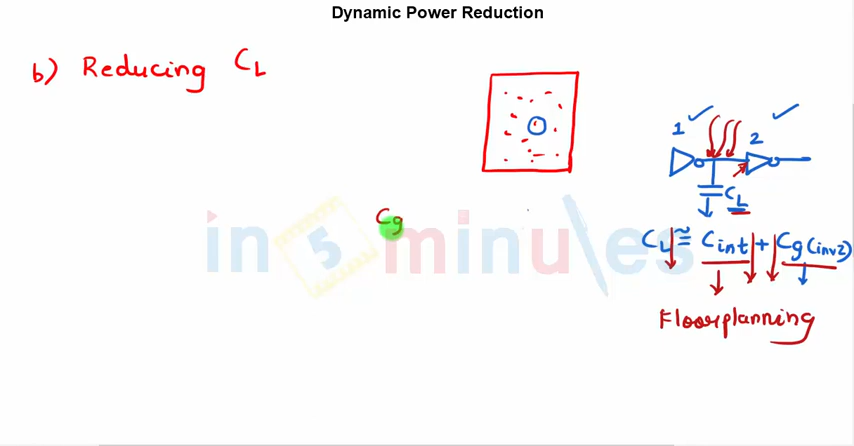 Dynamic Power Reduction
b) Reducing CL
1 2
CL
Cg
in 5 minutes
CL ≅ Cint + Cg(inv2)
Floorplanning